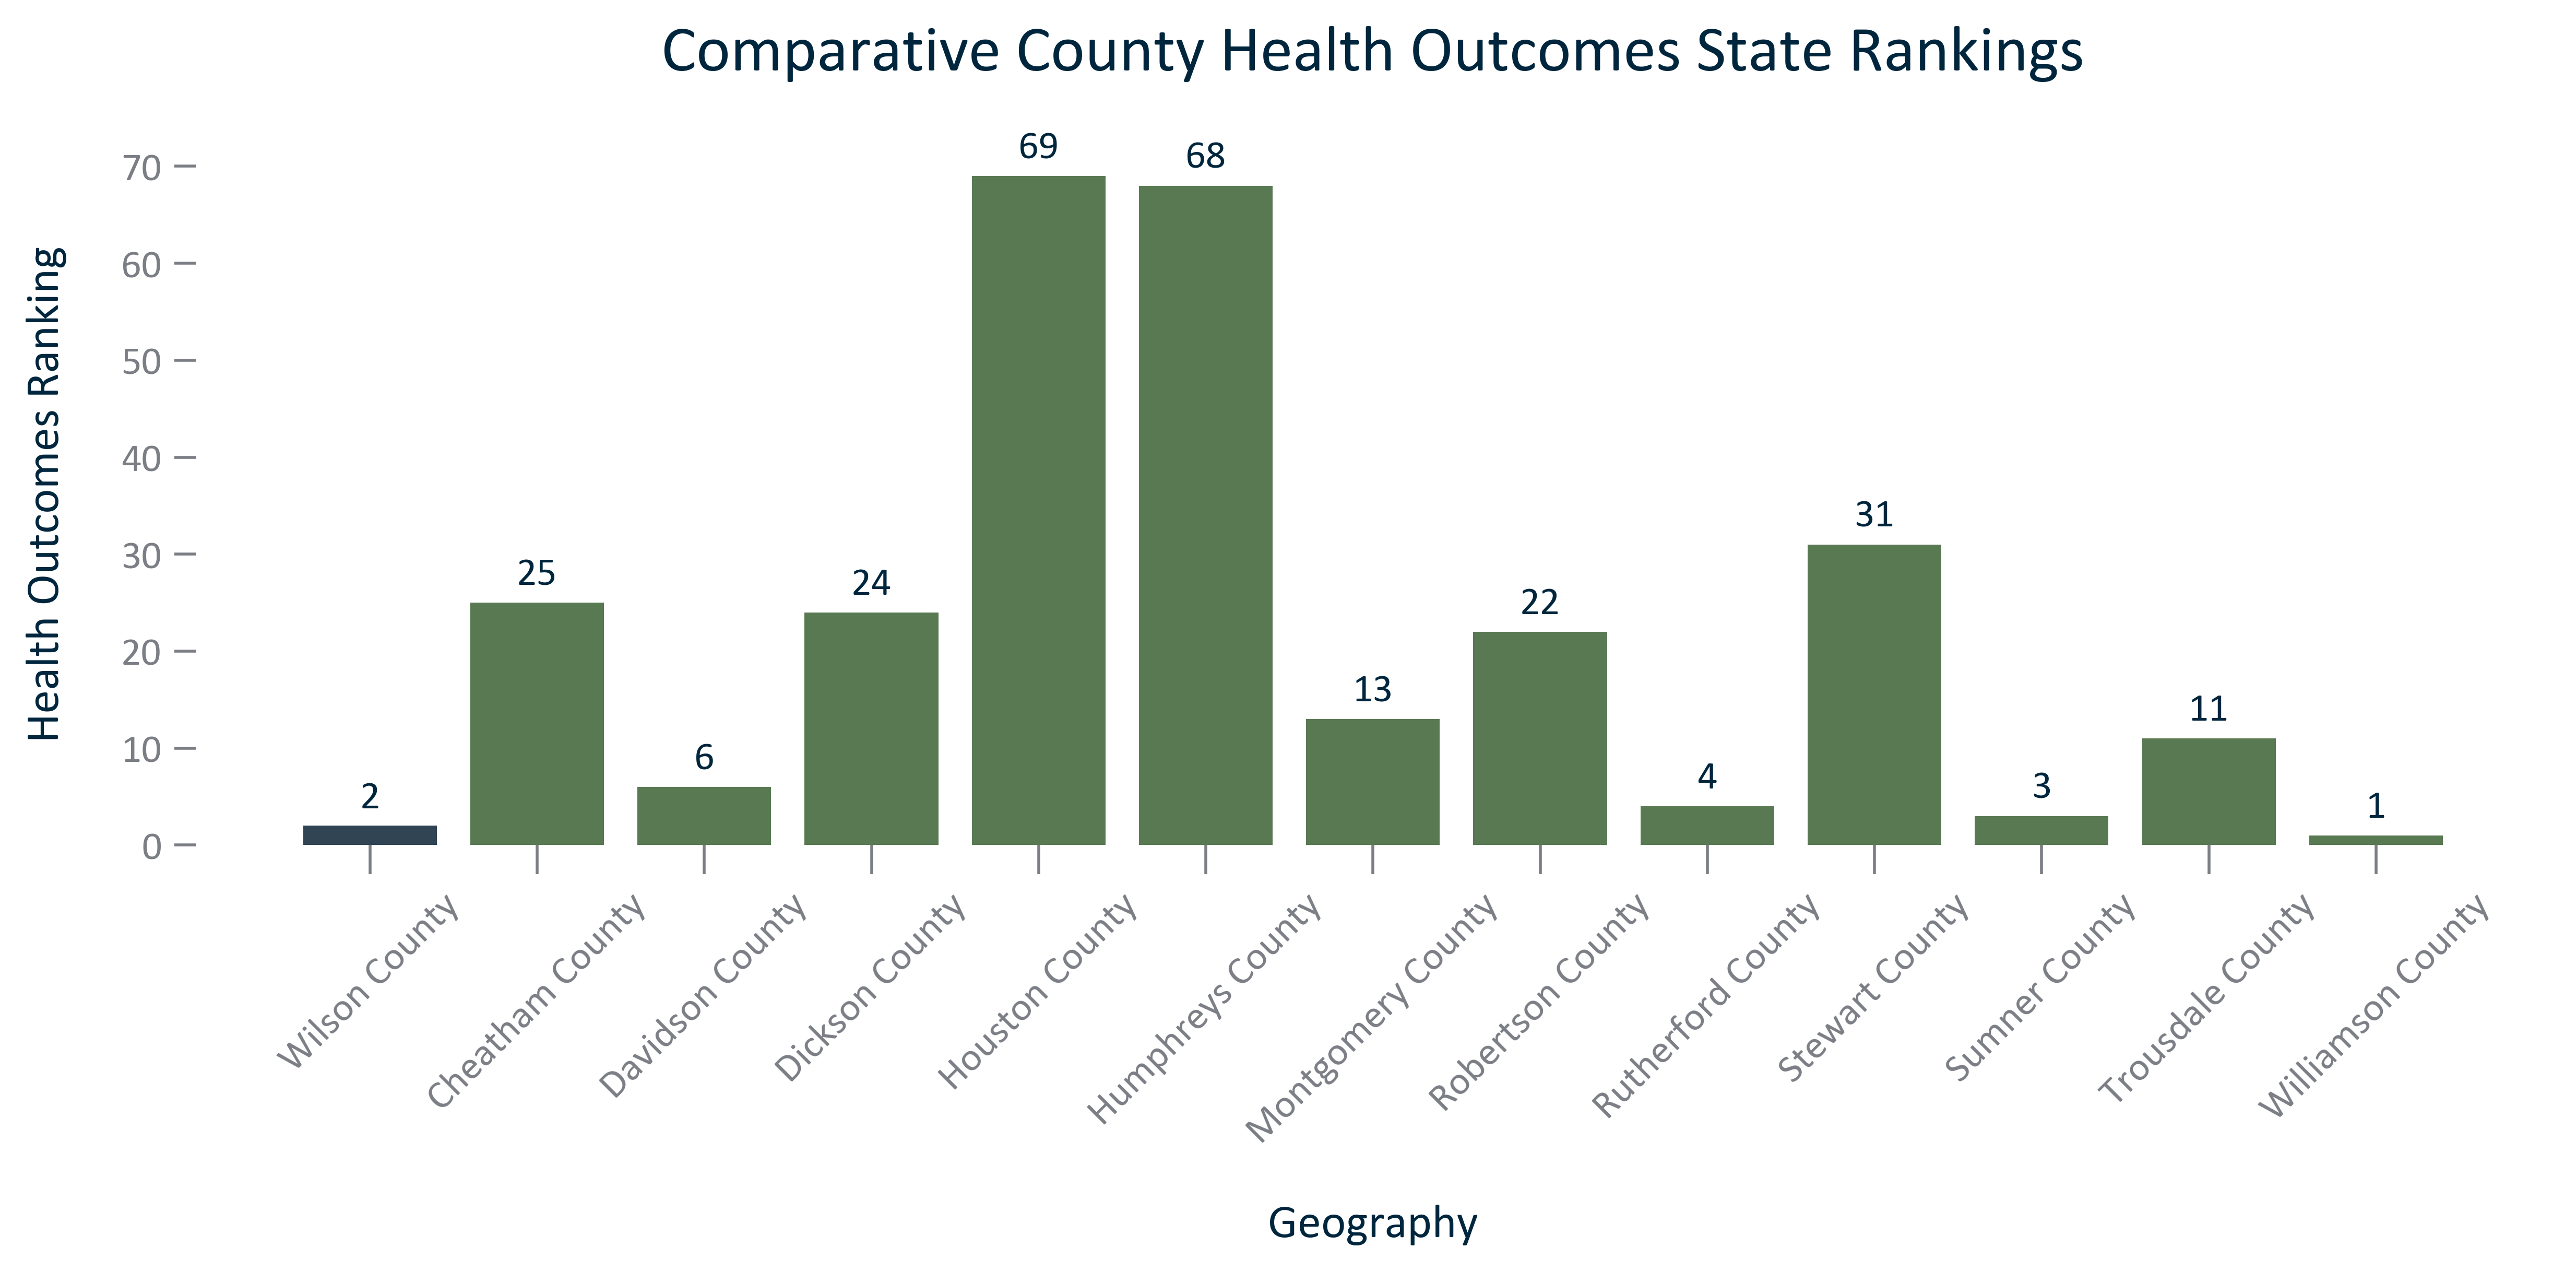 Comparative County Health Outcomes State Rankings
Health Outcomes Ranking
70
60
50
40
30
20
10
0
2
25
6
24
69
68
13
22
4
31
3
11
1
Wilson County
Cheatham County
Davidson County
Dickson County
Houston County
Humphreys County
Montgomery County
Robertson County
Rutherford County
Stewart County
Sumner County
Trousdale County
Williamson County
Geography